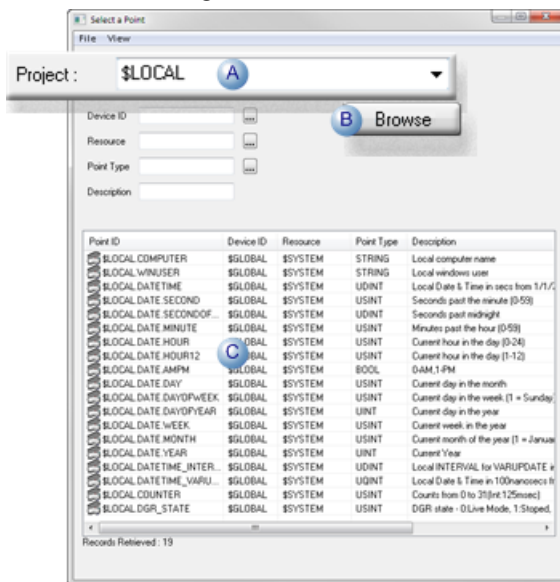 Select a Point
File View
Project : $LOCAL A
Device ID ...
B Browse
Resource ...
Point Type ...
Description
Point ID Device ID Resource Point Type Description
$LOCAL.COMPUTER $GLOBAL $SYSTEM STRING Local computer name
$LOCAL.WINUSER $GLOBAL $SYSTEM STRING Local windows user
$LOCAL.DATETIME $GLOBAL $SYSTEM UDINT Local Date & Time in secs from 1/1/
$LOCAL.DATE.SECOND $GLOBAL $SYSTEM USINT Seconds past the minute (0-59)
$LOCAL.DATE.SECONDOF... $GLOBAL $SYSTEM UDINT Seconds past midnight
$LOCAL.DATE.MINUTE $GLOBAL $SYSTEM USINT Minutes past the hour (0-59)
$LOCAL.DATE.HOUR $GLOBAL $SYSTEM USINT Current hour in the day (0-24)
$LOCAL.DATE.HOUR12 C $GLOBAL $SYSTEM USINT Current hour in the day (1-12)
$LOCAL.DATE.AMPM $GLOBAL $SYSTEM BOOL 0-AM,1-PM
$LOCAL.DATE.DAY $GLOBAL $SYSTEM USINT Current day in the month
$LOCAL.DATE.DAYOFWEEK $GLOBAL $SYSTEM USINT Current day in the week (1 = Sunday
$LOCAL.DATE.DAYOFYEAR $GLOBAL $SYSTEM UINT Current day in the year
$LOCAL.DATE.WEEK $GLOBAL $SYSTEM USINT Current week in the year
$LOCAL.DATE.MONTH $GLOBAL $SYSTEM USINT Current month of the year (1 = Januar
$LOCAL.DATE.YEAR $GLOBAL $SYSTEM UINT Current Year
$LOCAL.DATETIME_INTER... $GLOBAL $SYSTEM UDINT Local INTERVAL for VARUPDATE
$LOCAL.DATETIME_VARU... $GLOBAL $SYSTEM UQINT Local Date & Time in 100nanosecs
$LOCAL.COUNTER $GLOBAL $SYSTEM USINT Counts from 0 to 31(Int:125msec)
$LOCAL.DGR_STATE $GLOBAL $SYSTEM USINT DGR state - 0:Live Mode, 1:Stoped,
Records Retrieved : 19